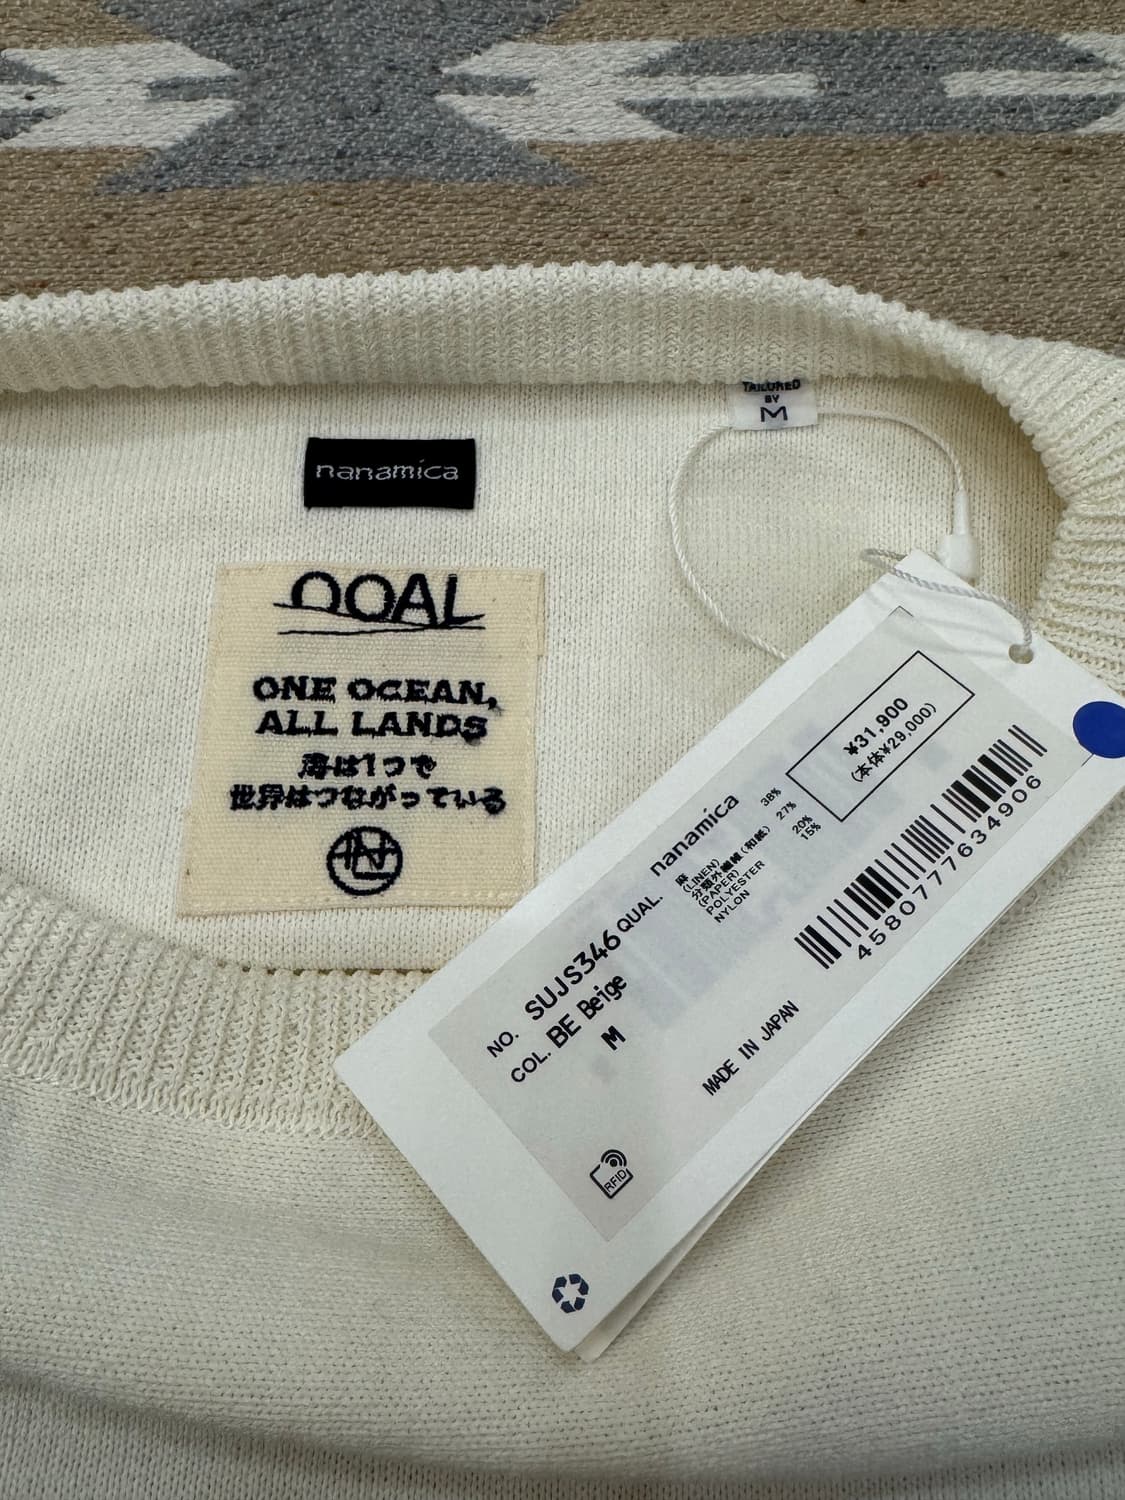 TAILORED
BY
M
nanamica
OOAL
ONE OCEAN,
ALL LANDS
海は1つで
世界はつながっている
¥31,900
(本体¥29,000)
nanamica
NO. SUJS346
QUAL.
麻 38%
(LINEN)
分類外繊維(和紙) 27%
(PAPER)
POLYESTER 20%
NYLON 15%
COL. BE Beige
M
4580777634906
MADE IN JAPAN
RFID